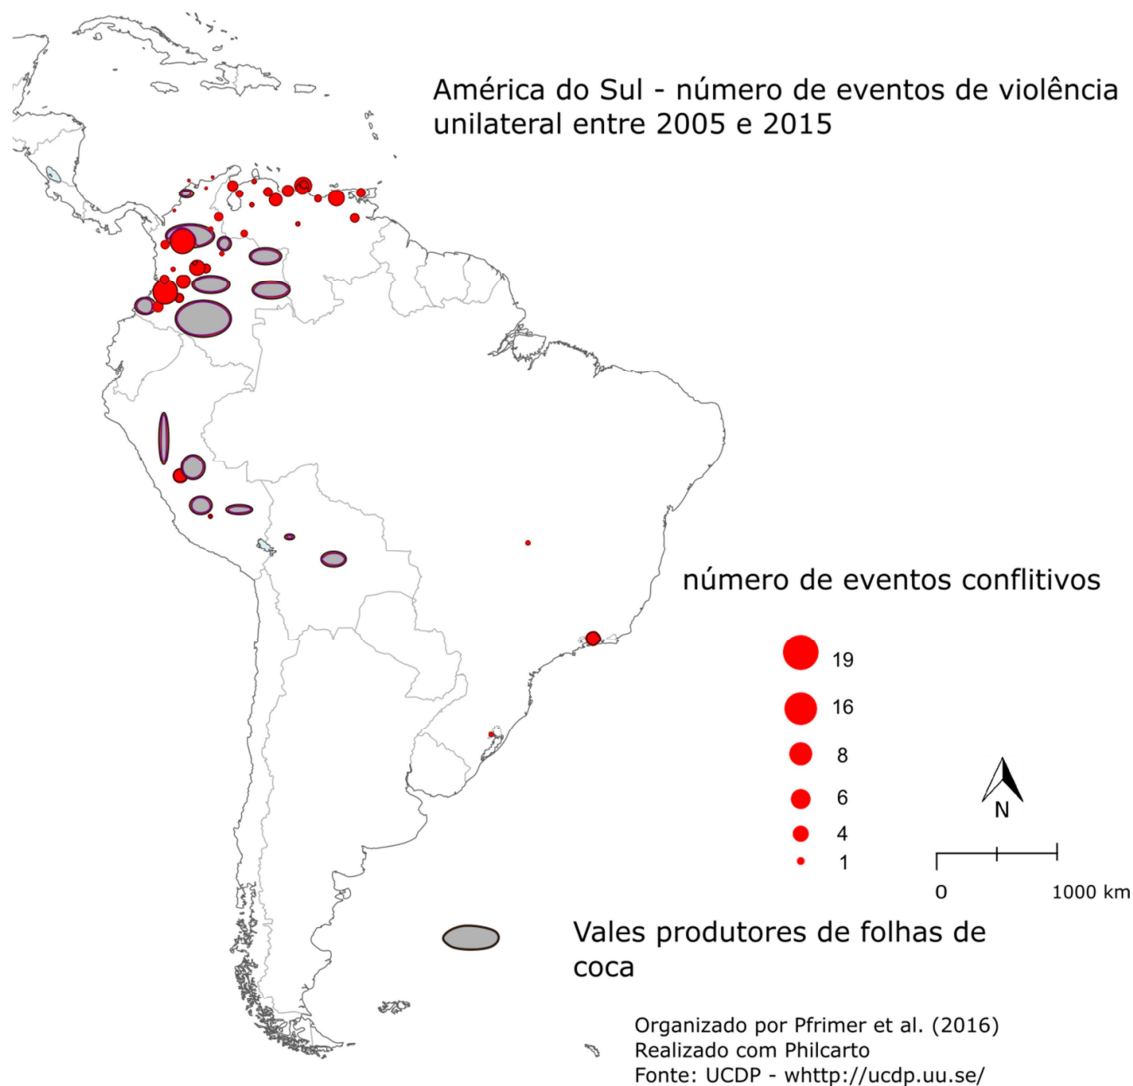 América do Sul - número de eventos de violência
unilateral entre 2005 e 2015
número de eventos conflitivos
19
16
8
6
4
1
N
0 1000 km
Vales produtores de folhas de
coca
Organizado por Pfrimer et al. (2016)
Realizado com Philcarto
Fonte: UCDP - whttp://ucdp.uu.se/